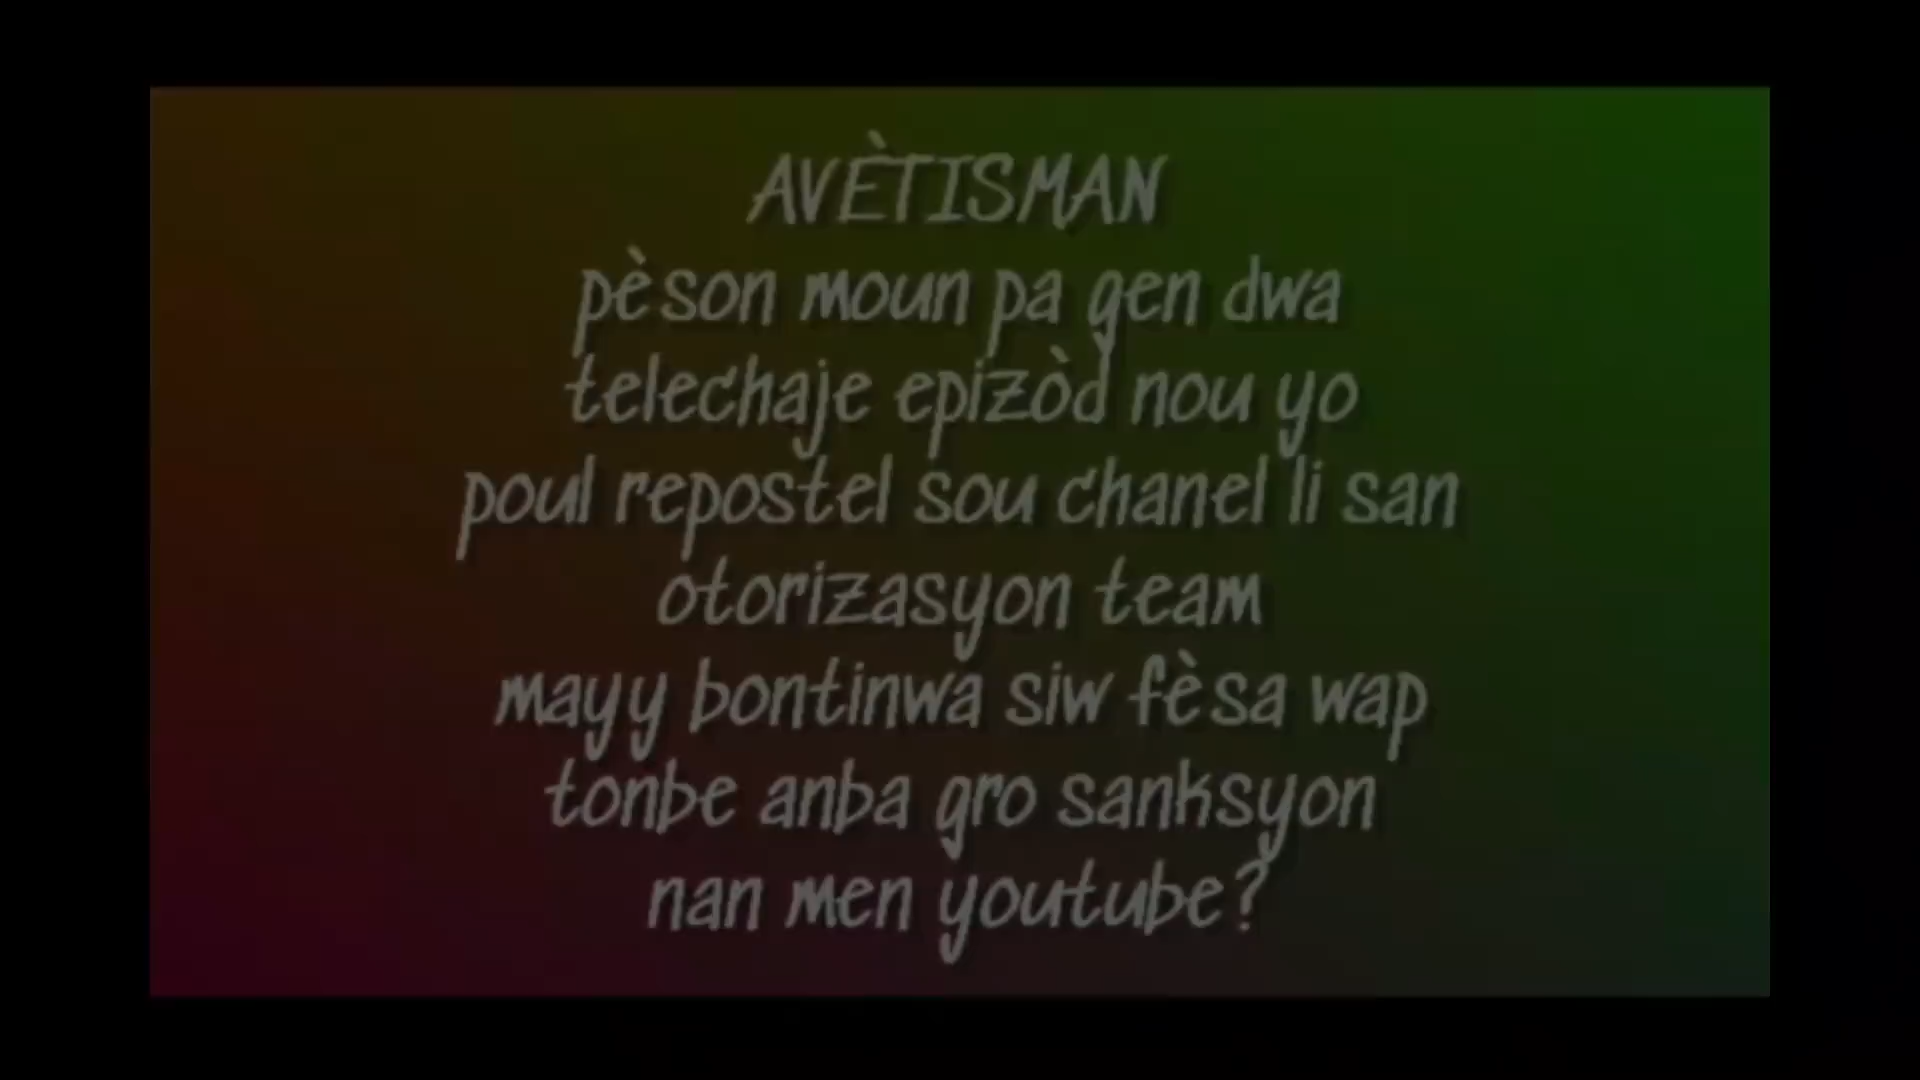 AVÈTISMAN
pèson moun pa gen dwa
telechaje epizòd nou yo
poul repostel sou chanel li san
otorizasyon team
mayy bontinwa siw fèsa wap
tonbe anba gro sanksyon
nan men youtube?